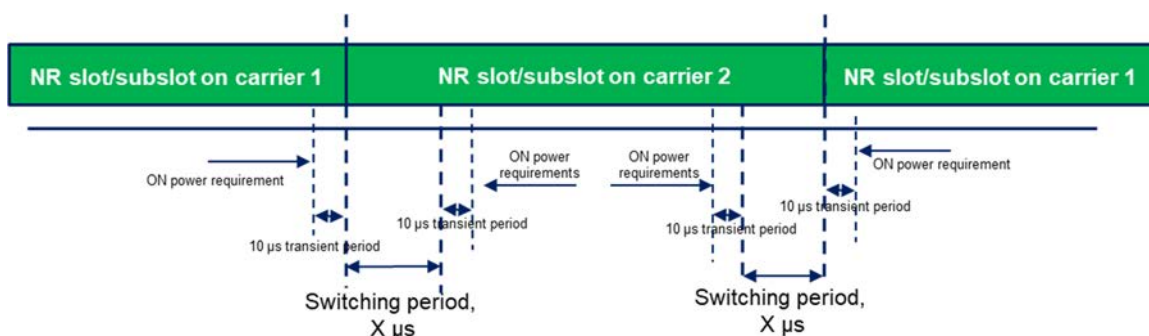 NR slot/subslot on carrier 1
NR slot/subslot on carrier 2
NR slot/subslot on carrier 1
ON power requirement
ON power
requirements
ON power
requirements
ON power requirement
10 µs transient period
10 µs transient period
10 µs transient period
10 µs transient period
Switching period,
X µs
Switching period,
X µs